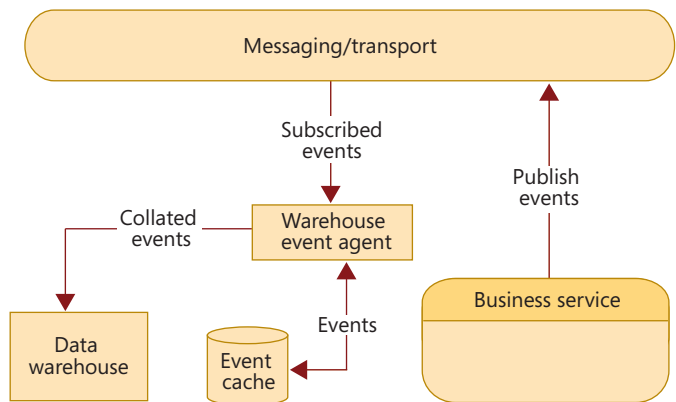 Messaging/transport
Subscribed
events
Publish
events
Collated
events
Warehouse
event agent
Business service
Events
Data
warehouse
Event
cache